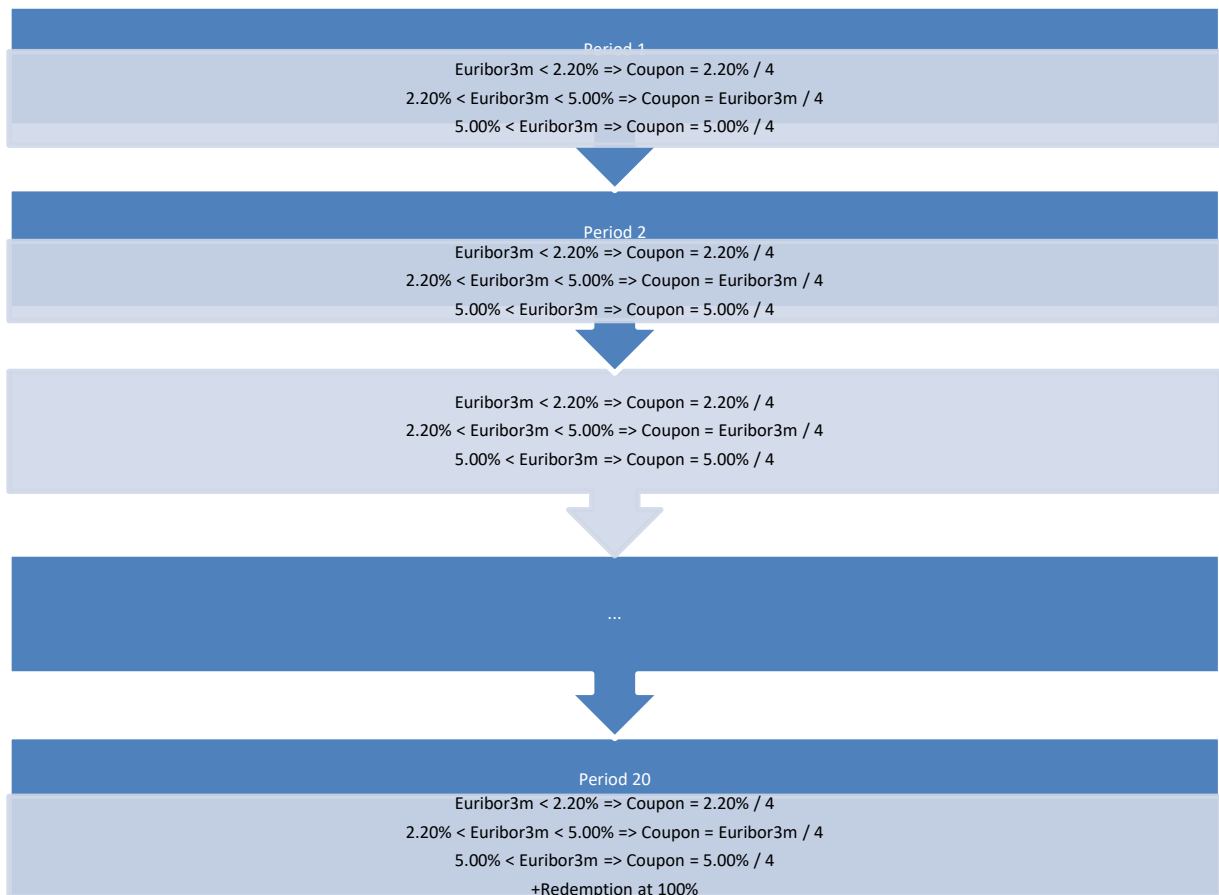 Period 1
Euribor3m < 2.20% => Coupon = 2.20% / 4
2.20% < Euribor3m < 5.00% => Coupon = Euribor3m / 4
5.00% < Euribor3m => Coupon = 5.00% / 4
Period 2
Euribor3m < 2.20% => Coupon = 2.20% / 4
2.20% < Euribor3m < 5.00% => Coupon = Euribor3m / 4
5.00% < Euribor3m => Coupon = 5.00% / 4
Euribor3m < 2.20% => Coupon = 2.20% / 4
2.20% < Euribor3m < 5.00% => Coupon = Euribor3m / 4
5.00% < Euribor3m => Coupon = 5.00% / 4
...
Period 20
Euribor3m < 2.20% => Coupon = 2.20% / 4
2.20% < Euribor3m < 5.00% => Coupon = Euribor3m / 4
5.00% < Euribor3m => Coupon = 5.00% / 4
+Redemption at 100%